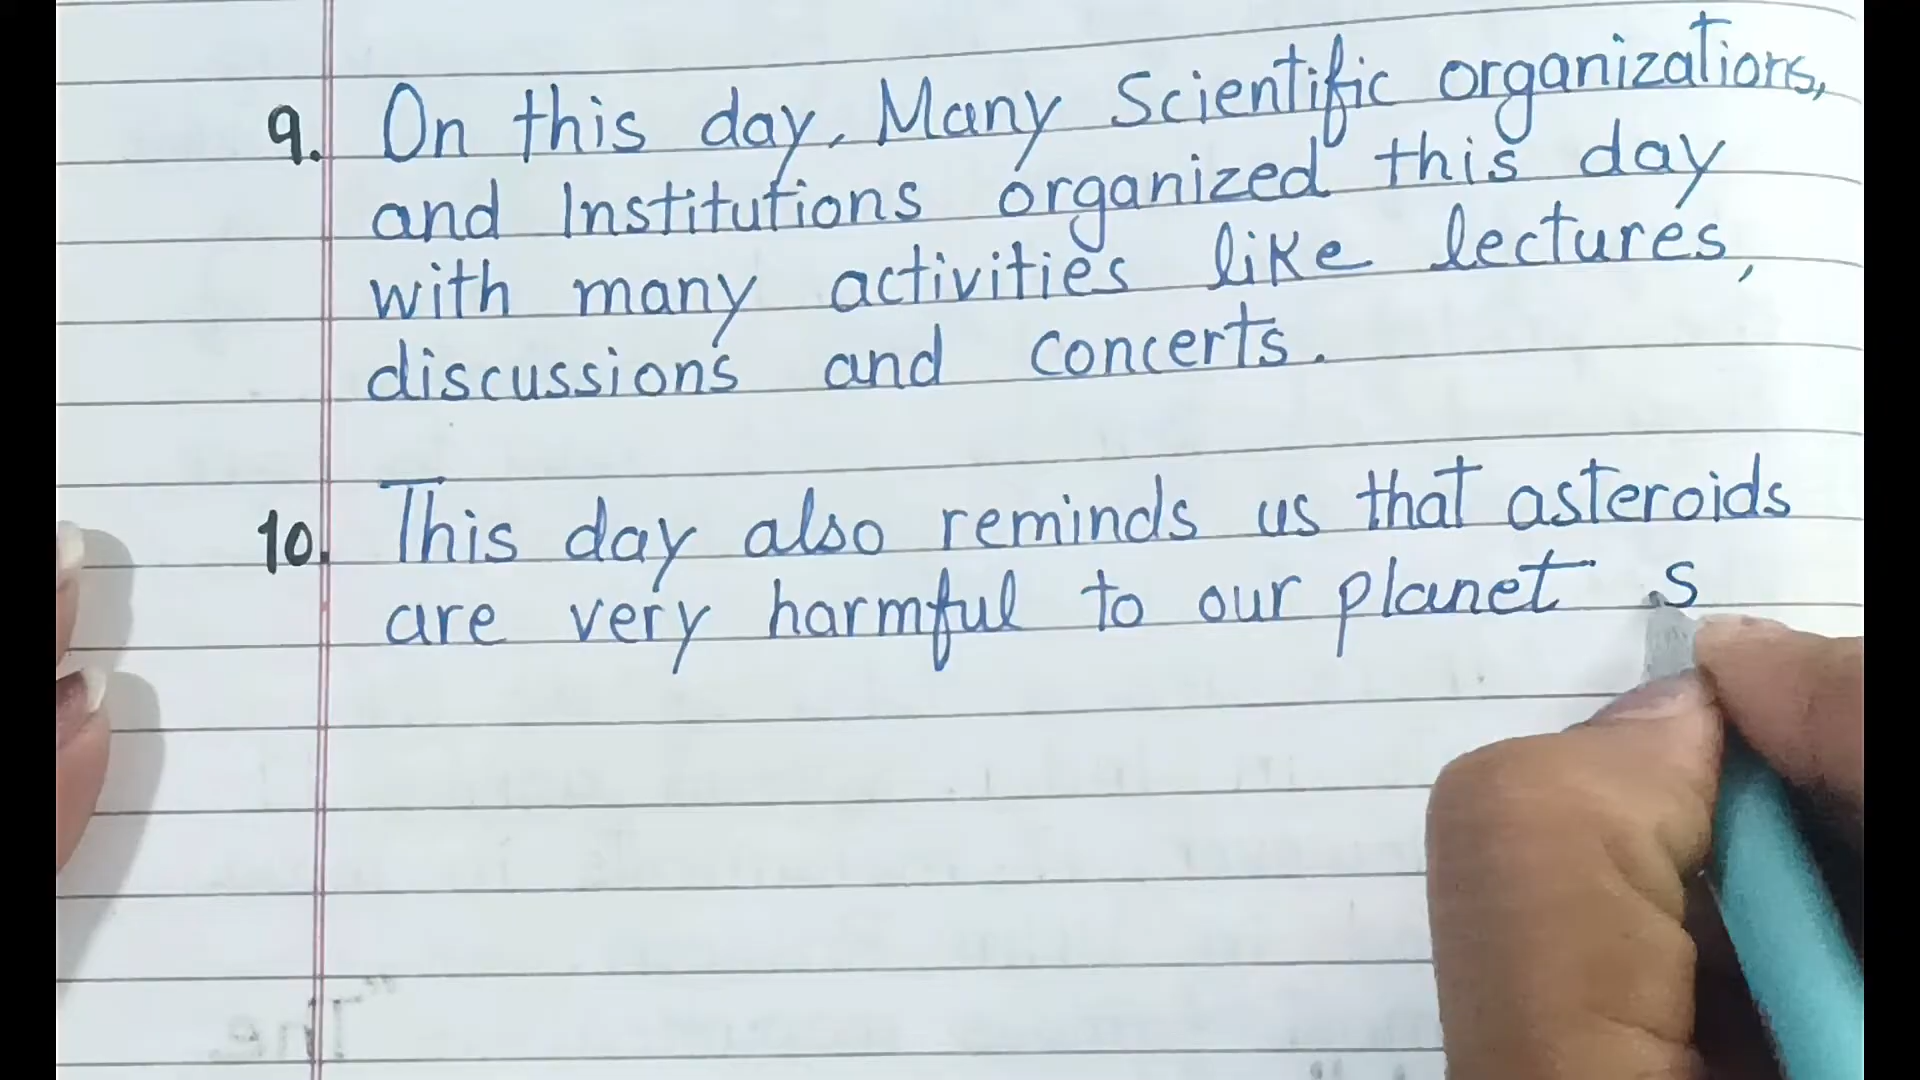 9. On this day, Many Scientific organizations,
and Institutions organized this day
with many activities like lectures,
discussions and concerts.
10. This day also reminds us that asteroids
are very harmful to our planet s